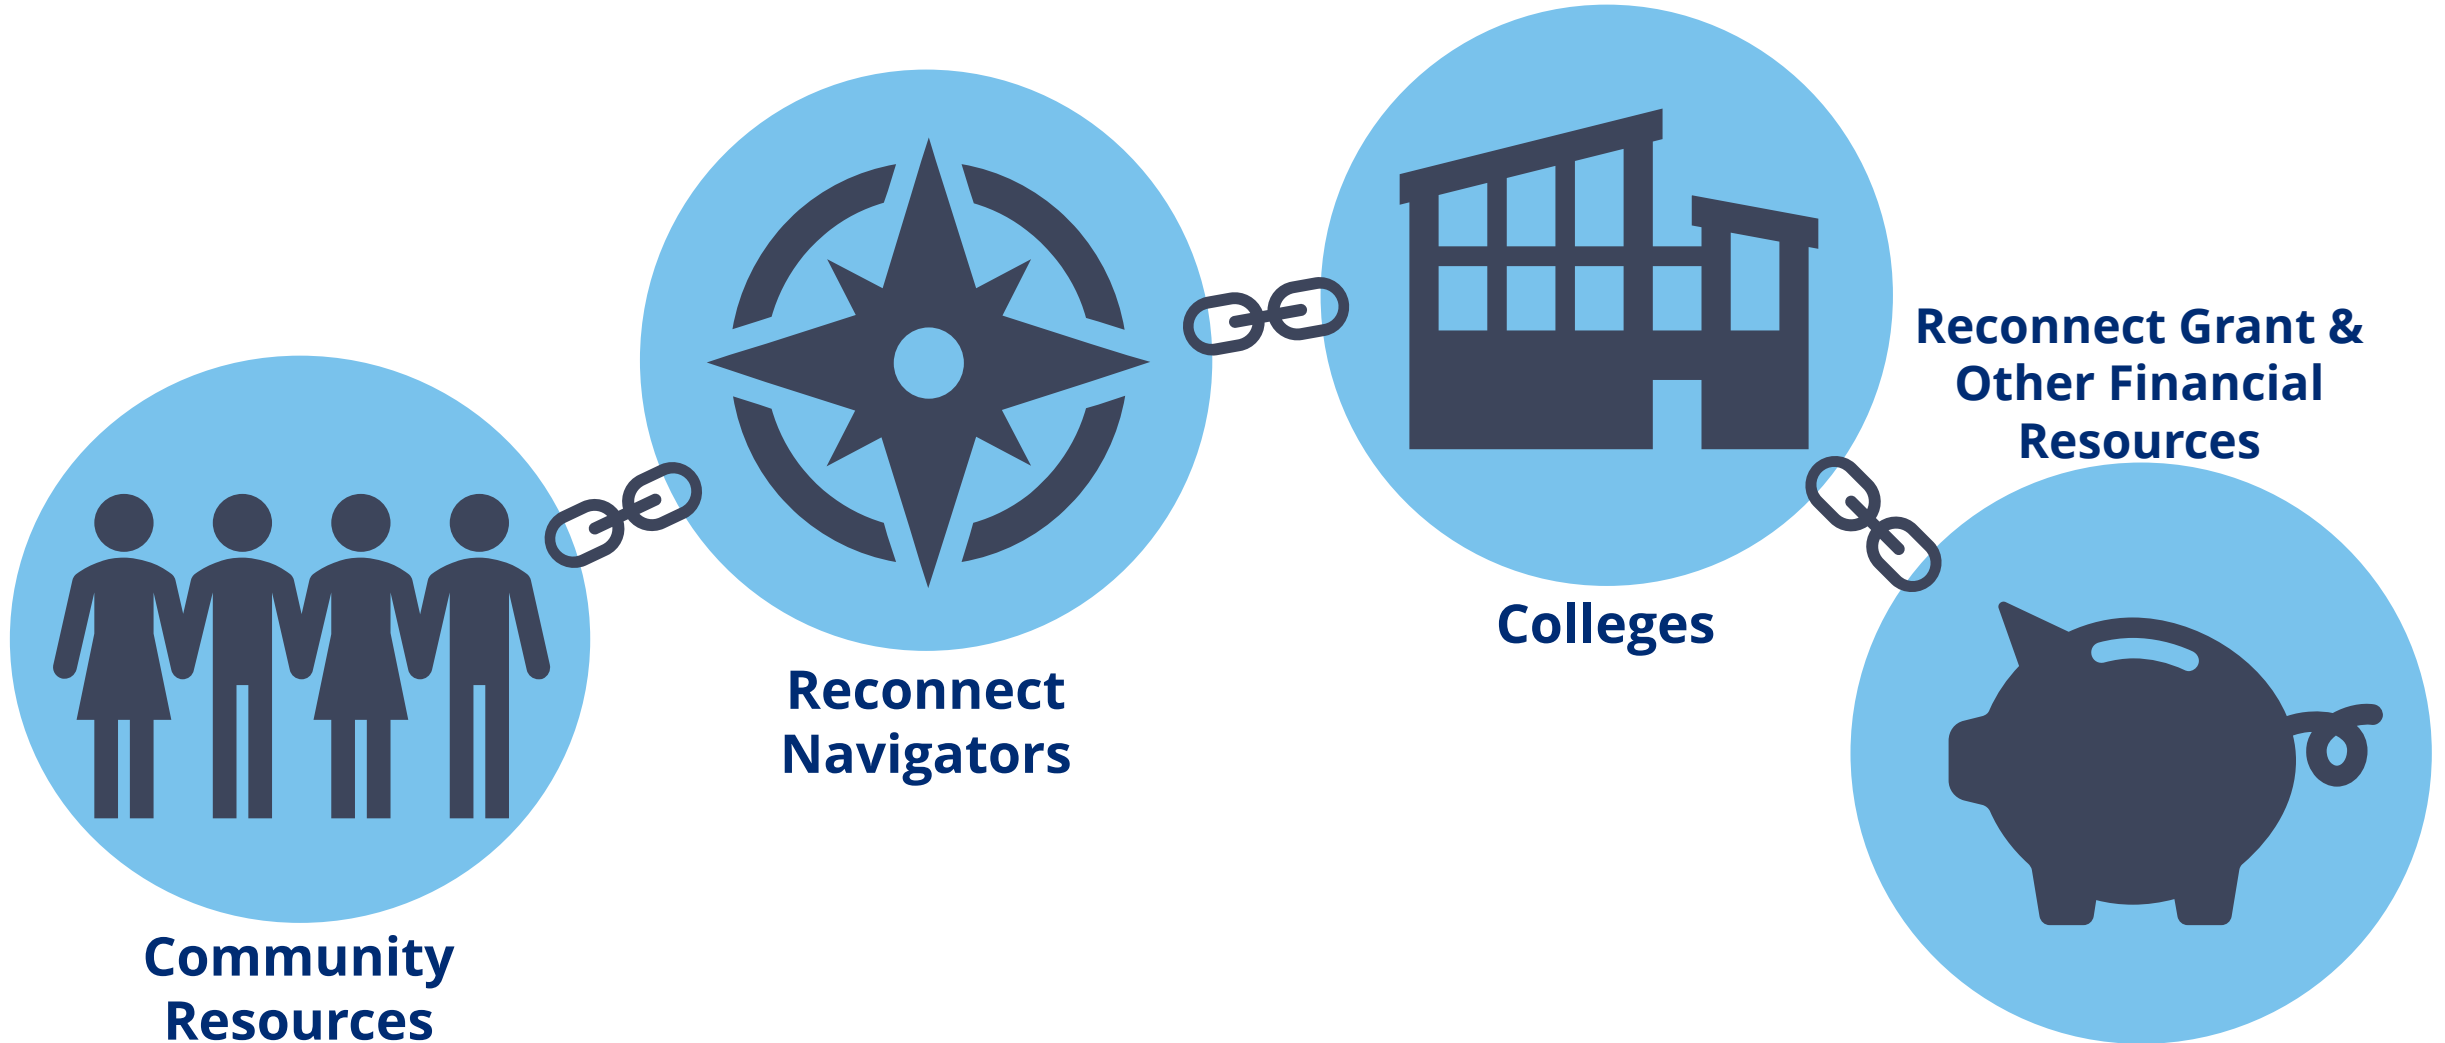 Community
Resources
Reconnect
Navigators
Colleges
Reconnect Grant &
Other Financial
Resources